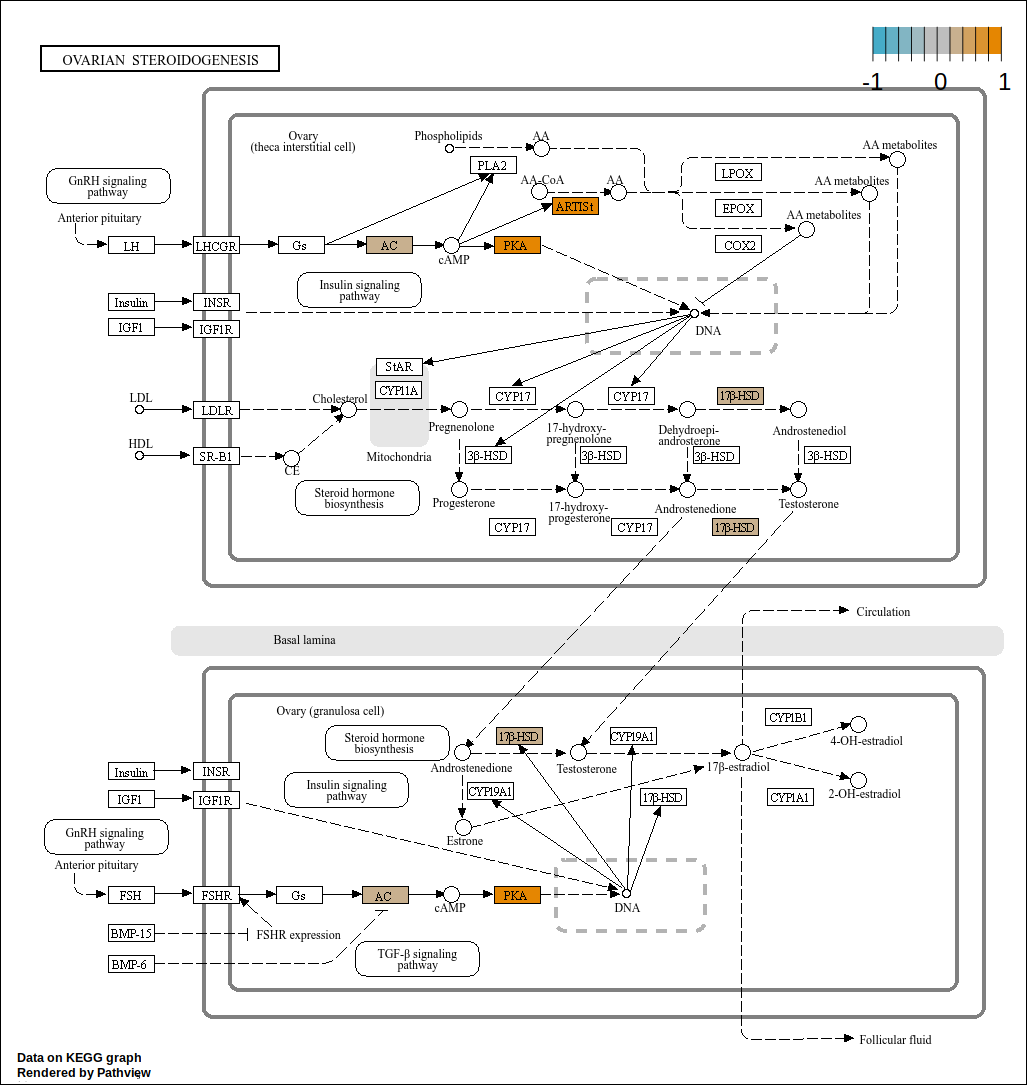 OVARIAN STEROIDOGENESIS
-1 0 1
Ovary
(theca interstitial cell)
Phospholipids
AA
AA metabolites
PLA2
LPOX
GnRH signaling
pathway
AA-CoA
AA
AA metabolites
ARTISt
EPOX
Anterior pituitary
AA metabolites
LH
LHCGR
Gs
AC
cAMP
PKA
COX2
Insulin signaling
pathway
Insulin
INSR
IGF1
IGF1R
DNA
StAR
CYP11A
LDL
Cholesterol
CYP17
CYP17
17β-HSD
LDLR
Pregnenolone
17-hydroxy-
pregnenolone
Dehydroepi-
androsterone
Androstenediol
HDL
SR-B1
CE
Mitochondria
3β-HSD
3β-HSD
3β-HSD
3β-HSD
Steroid hormone
biosynthesis
Progesterone
17-hydroxy-
progesterone
Androstenedione
Testosterone
CYP17
CYP17
17β-HSD
Circulation
Basal lamina
Ovary (granulosa cell)
Steroid hormone
biosynthesis
17β-HSD
CYP19A1
CYP1B1
4-OH-estradiol
Androstenedione
Testosterone
17β-estradiol
Insulin
INSR
Insulin signaling
pathway
CYP19A1
17β-HSD
CYP1A1
2-OH-estradiol
IGF1
IGF1R
GnRH signaling
pathway
Estrone
Anterior pituitary
FSH
FSHR
Gs
AC
cAMP
PKA
DNA
BMP-15
FSHR expression
BMP-6
TGF-β signaling
pathway
Follicular fluid
Data on KEGG graph
Rendered by Pathview